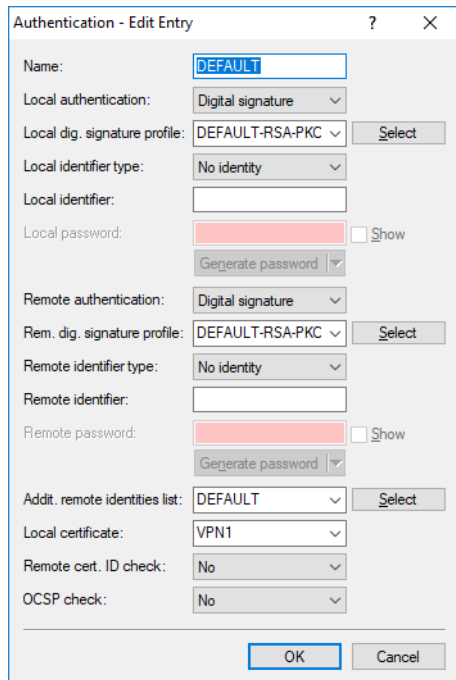 Authentication - Edit Entry ? ×
Name: DEFAULT
Local authentication: Digital signature
Local dig. signature profile: DEFAULT-RSA-PKC Select
Local identifier type: No identity
Local identifier:
Local password: Show
Generate password
Remote authentication: Digital signature
Rem. dig. signature profile: DEFAULT-RSA-PKC Select
Remote identifier type: No identity
Remote identifier:
Remote password: Show
Generate password
Addit. remote identities list: DEFAULT Select
Local certificate: VPN1
Remote cert. ID check: No
OCSP check: No
OK Cancel